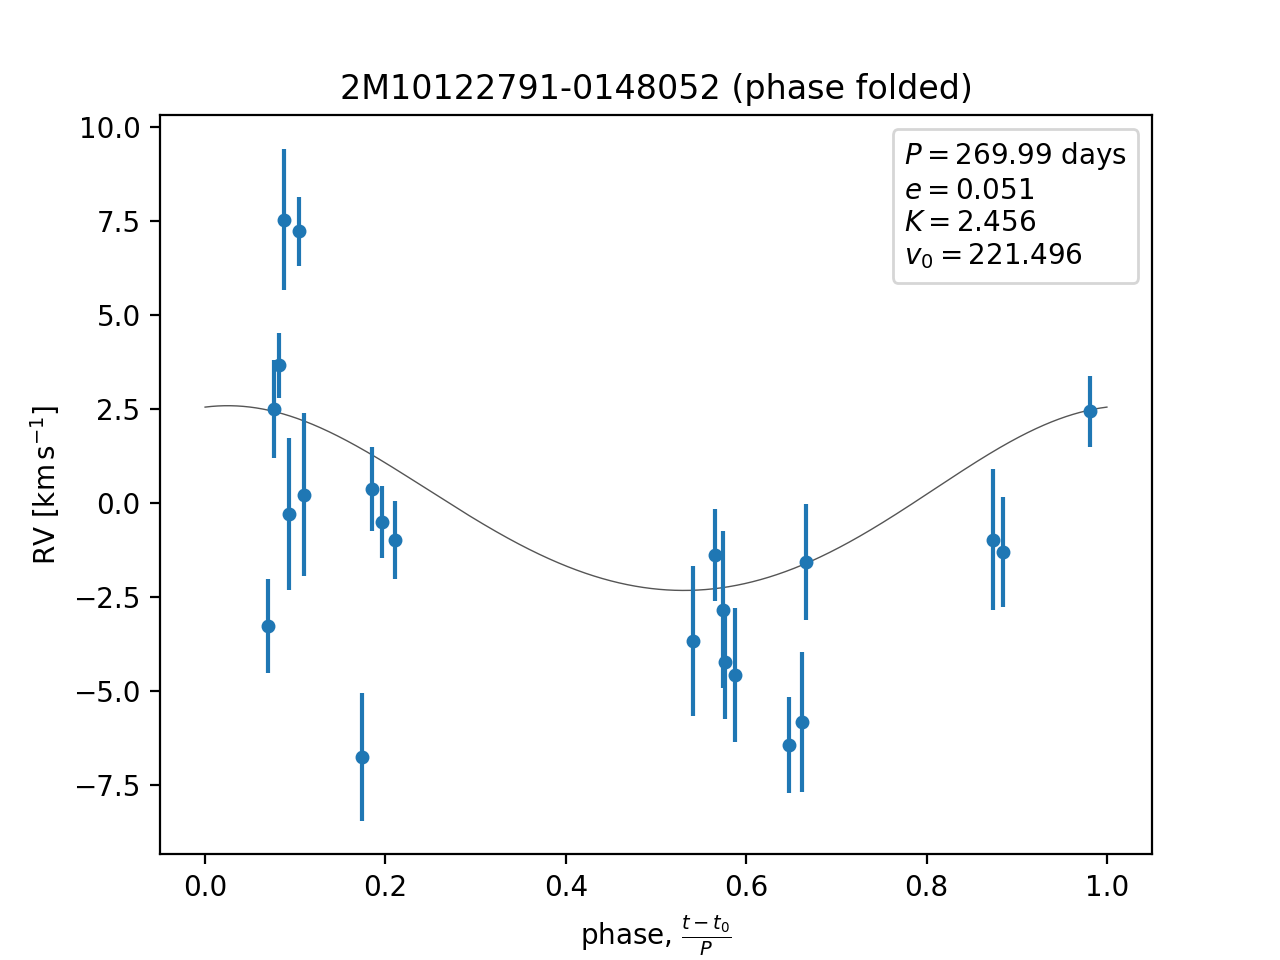 2M10122791-0148052 (phase folded)
P = 269.99 days
e = 0.051
K = 2.456
v₀ = 221.496
10.0
7.5
5.0
2.5
0.0
−2.5
−5.0
−7.5
RV [km s⁻¹]
0.0 0.2 0.4 0.6 0.8 1.0
phase, (t − t₀)/P